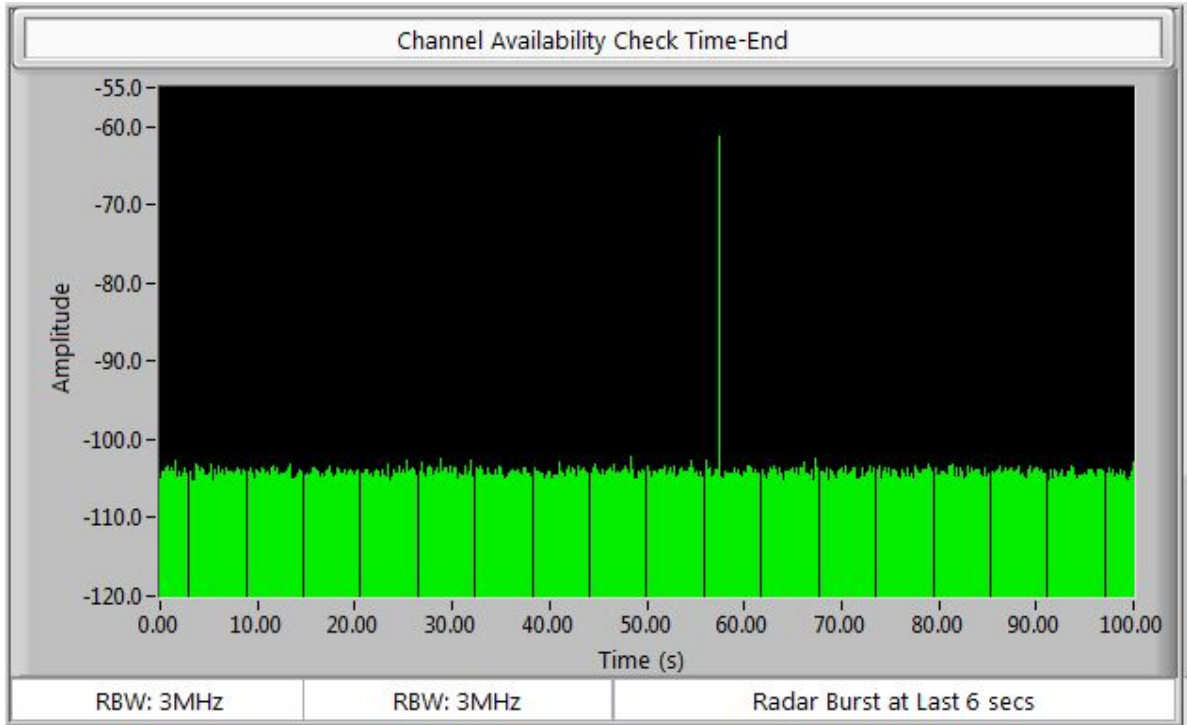 Channel Availability Check Time-End
-55.0
-60.0
-70.0
-80.0
-90.0
-100.0
-110.0
-120.0
Amplitude
0.00 10.00 20.00 30.00 40.00 50.00 60.00 70.00 80.00 90.00 100.00
Time (s)
RBW: 3MHz RBW: 3MHz Radar Burst at Last 6 secs